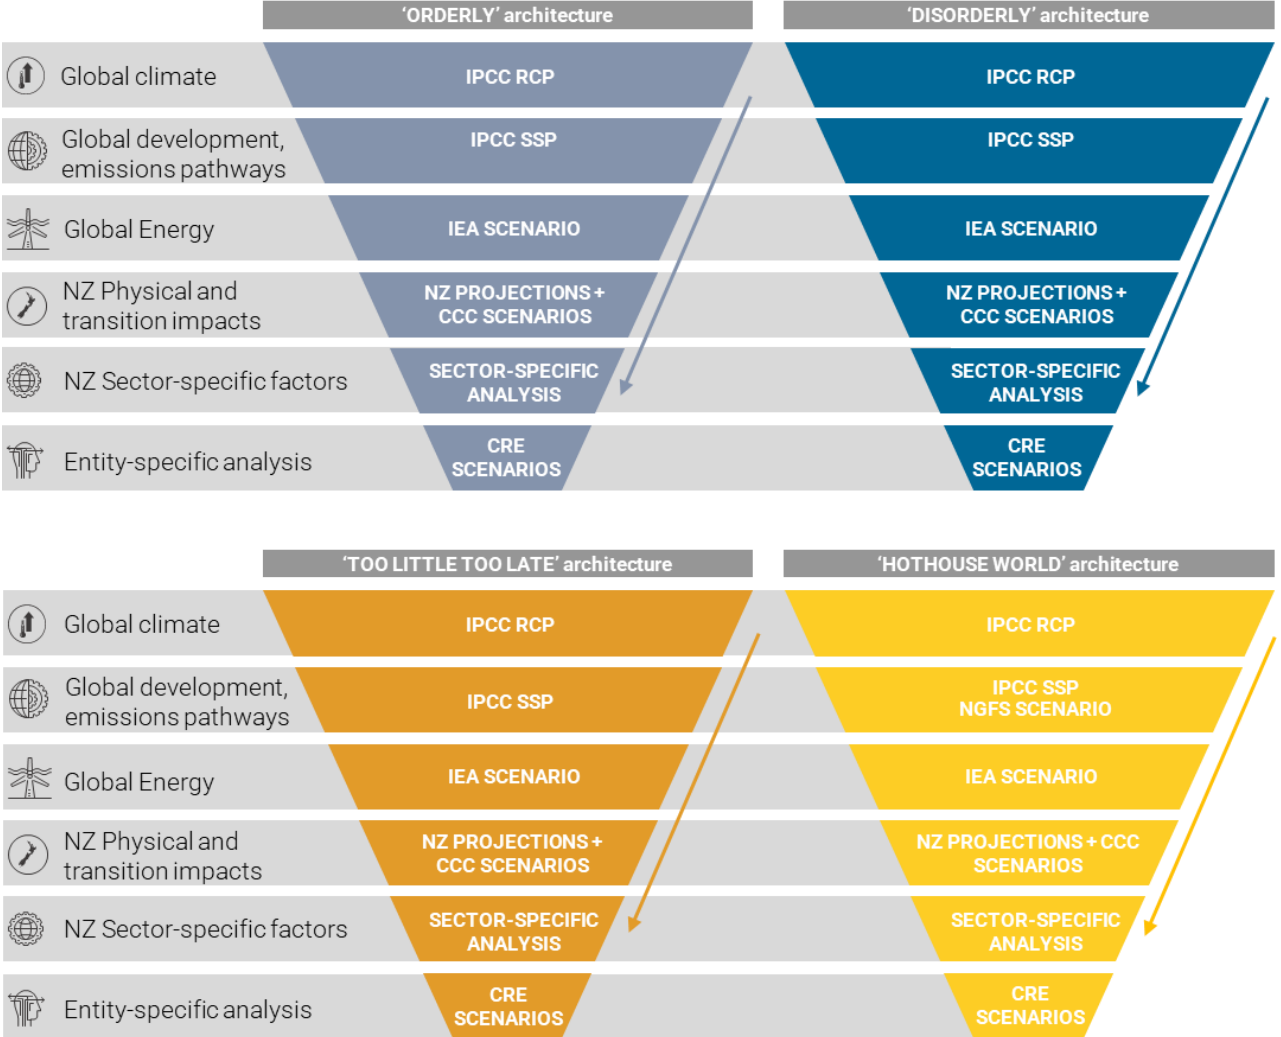 ‘ORDERLY’ architecture
‘DISORDERLY’ architecture
Global climate
IPCC RCP
IPCC RCP
Global development,
emissions pathways
IPCC SSP
IPCC SSP
Global Energy
IEA SCENARIO
IEA SCENARIO
NZ Physical and
transition impacts
NZ PROJECTIONS +
CCC SCENARIOS
NZ PROJECTIONS +
CCC SCENARIOS
NZ Sector-specific factors
SECTOR-SPECIFIC
ANALYSIS
SECTOR-SPECIFIC
ANALYSIS
Entity-specific analysis
CRE
SCENARIOS
CRE
SCENARIOS
‘TOO LITTLE TOO LATE’ architecture
‘HOTHOUSE WORLD’ architecture
Global climate
IPCC RCP
IPCC RCP
Global development,
emissions pathways
IPCC SSP
IPCC SSP
NGFS SCENARIO
Global Energy
IEA SCENARIO
IEA SCENARIO
NZ Physical and
transition impacts
NZ PROJECTIONS +
CCC SCENARIOS
NZ PROJECTIONS + CCC
SCENARIOS
NZ Sector-specific factors
SECTOR-SPECIFIC
ANALYSIS
SECTOR-SPECIFIC
ANALYSIS
Entity-specific analysis
CRE
SCENARIOS
CRE
SCENARIOS